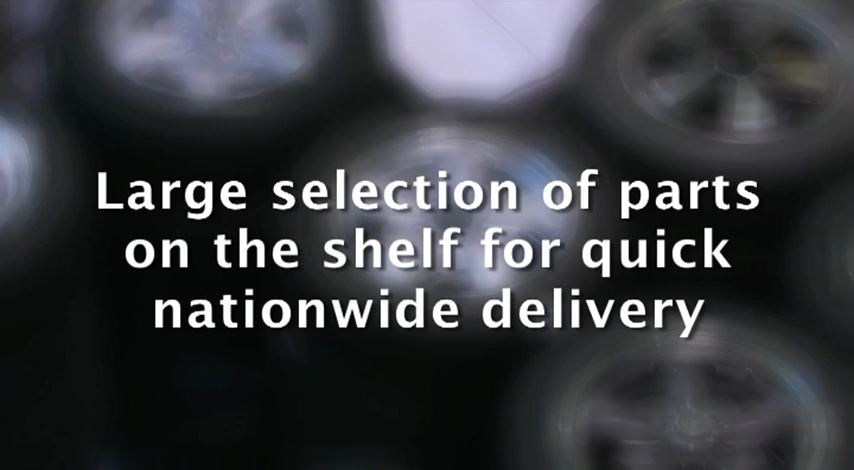 Large selection of parts
on the shelf for quick
nationwide delivery